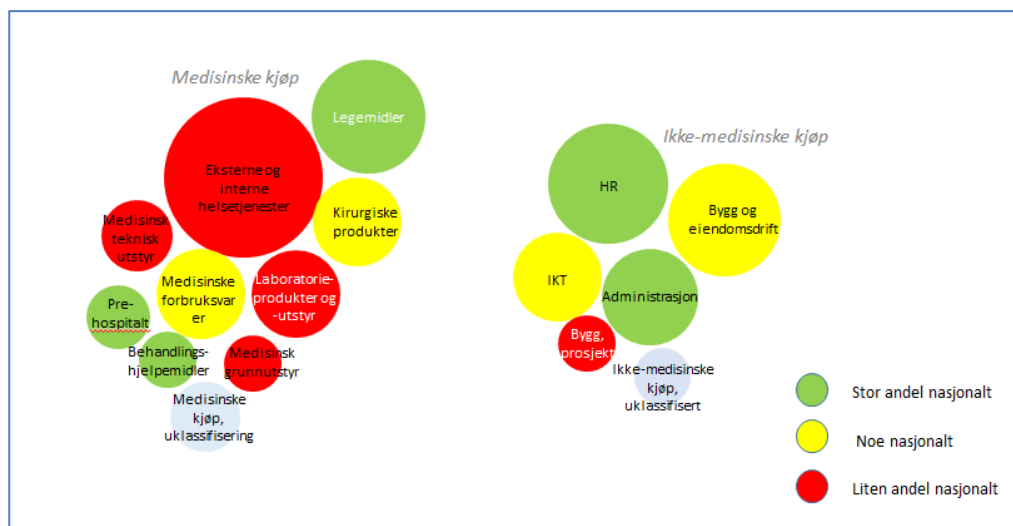 Medisinske kjøp
Legemidler
Eksterne og
interne
helsetjenester
Kirurgiske
produkter
Medisinsk
teknisk
utstyr
Medisinske
forbruksvar
er
Laboratorie-
produkter og
-utstyr
Pre-
hospitalt
Behandlings-
hjelpemidler
Medisinsk
grunnutstyr
Medisinske
kjøp,
uklassifisering
Ikke-medisinske
kjøp
HR
Bygg og
eiendomsdrift
IKT
Administrasjon
Bygg,
prosjekt
Ikke-medisinske
kjøp,
uklassifisert
Stor andel nasjonalt
Noe nasjonalt
Liten andel nasjonalt